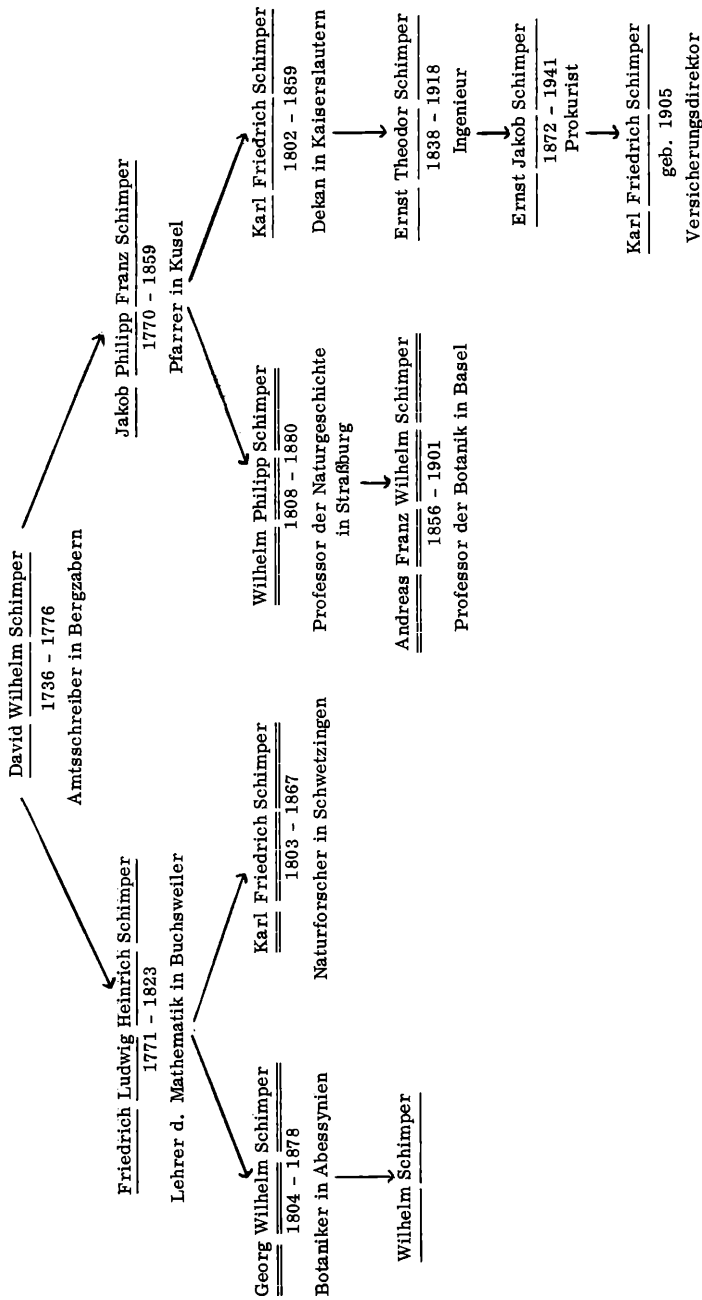 David Wilhelm Schimper
1736 - 1776
Amtsschreiber in Bergzabern
Friedrich Ludwig Heinrich Schimper
1771 - 1823
Lehrer d. Mathematik in Buchsweiler
Jakob Philipp Franz Schimper
1770 - 1859
Pfarrer in Kusel
Georg Wilhelm Schimper
1804 - 1878
Botaniker in Abessynien
Karl Friedrich Schimper
1803 - 1867
Naturforscher in Schwetzingen
Wilhelm Philipp Schimper
1808 - 1880
Professor der Naturgeschichte
in Straßburg
Karl Friedrich Schimper
1802 - 1859
Dekan in Kaiserslautern
Wilhelm Schimper
Andreas Franz Wilhelm Schimper
1856 - 1901
Professor der Botanik in Basel
Ernst Theodor Schimper
1838 - 1918
Ingenieur
Ernst Jakob Schimper
1872 - 1941
Prokurist
Karl Friedrich Schimper
geb. 1905
Versicherungsdirektor